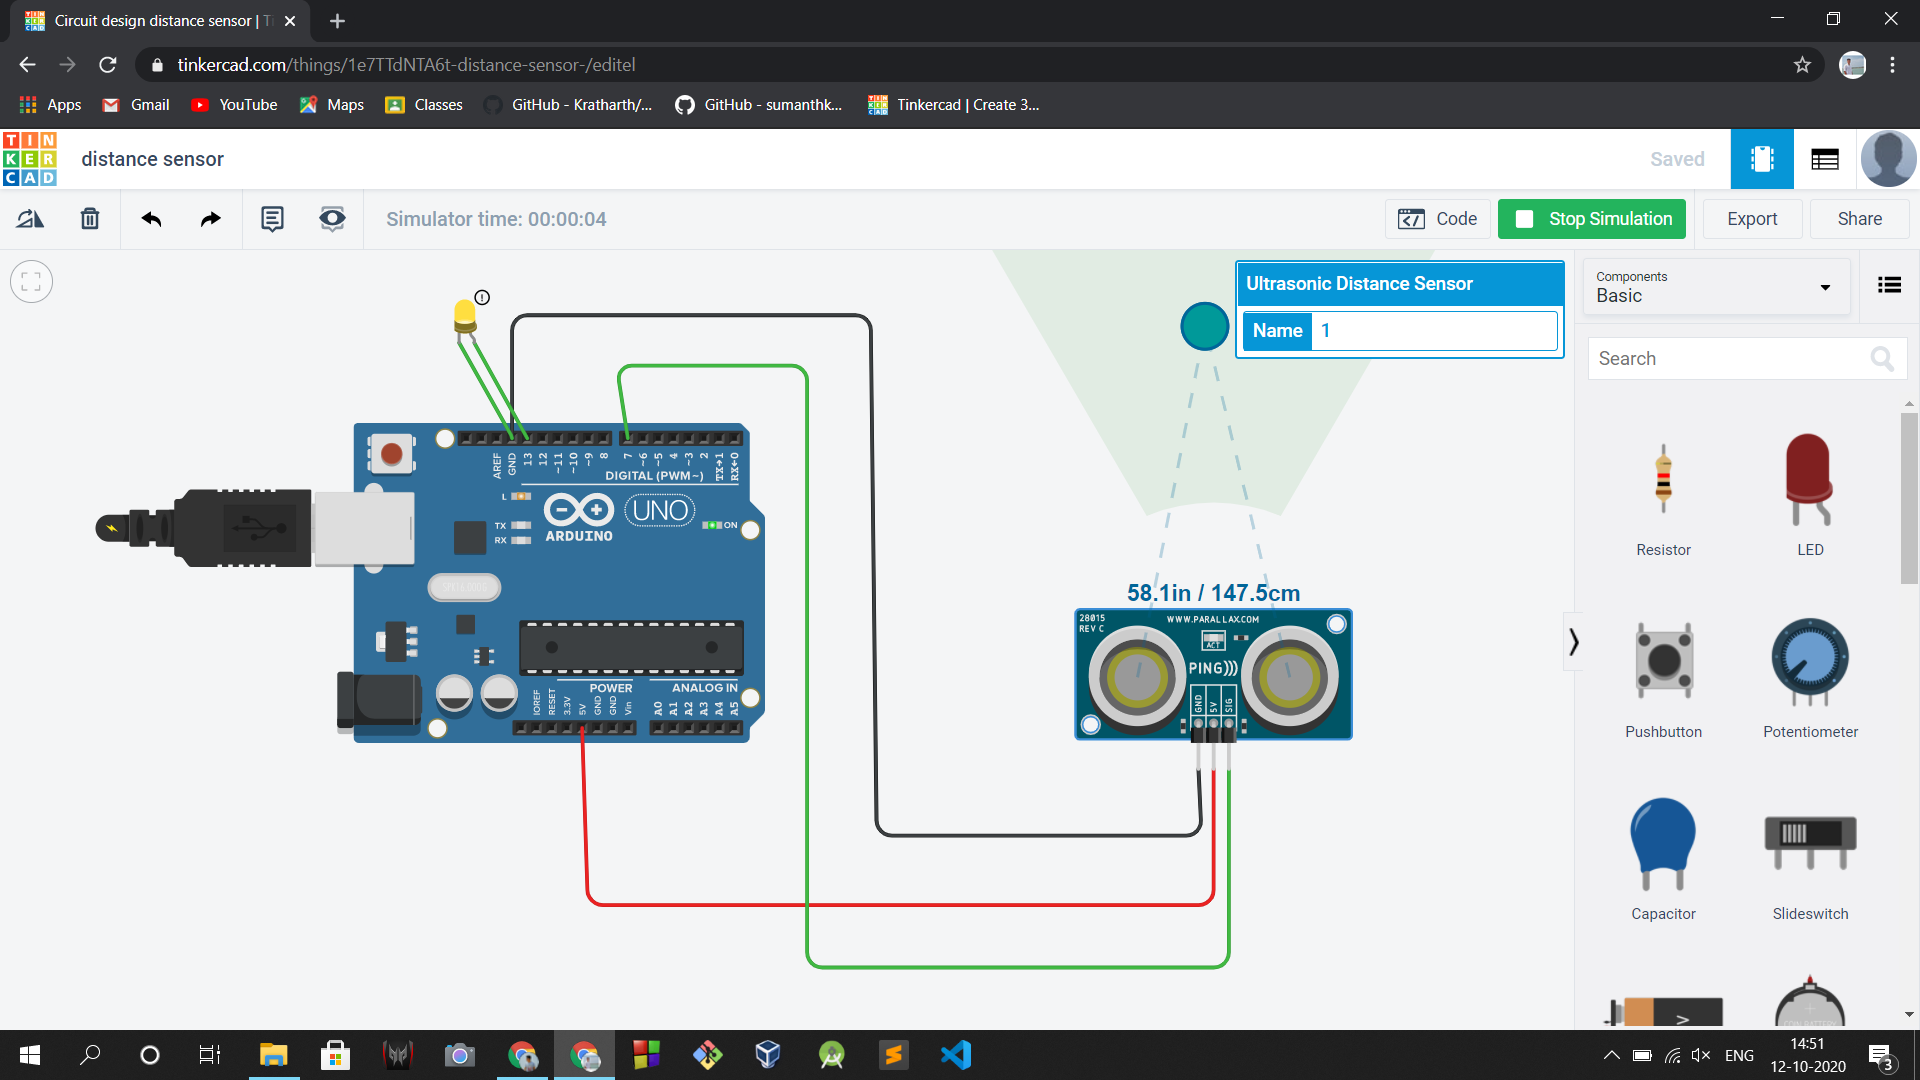 Circuit design distance sensor | Ti
tinkercad.com/things/1e7TTdNTA6t-distance-sensor-/editel
Apps
Gmail
YouTube
Maps
Classes
GitHub - Kratharth/...
GitHub - sumanthk...
Tinkercad | Create 3...
TIN
KER
CAD
distance sensor
Saved
Simulator time: 00:00:04
Code
Stop Simulation
Export
Share
Ultrasonic Distance Sensor
Name 1
Components
Basic
Search
AREF
GND
13
12
~11
~10
~9
8
7
~6
~5
4
~3
2
TX→1
RX←0
DIGITAL (PWM~)
L
TX
RX
ARDUINO
UNO
ON
IOREF
RESET
3.3V
5V
GND
GND
Vin
POWER
ANALOG IN
A0
A1
A2
A3
A4
A5
58.1in / 147.5cm
28015
REV C
WWW.PARALLAX.COM
ACT
PING)))
GND
5V
SIG
Resistor
LED
Pushbutton
Potentiometer
Capacitor
Slideswitch
ENG
14:51
12-10-2020
3